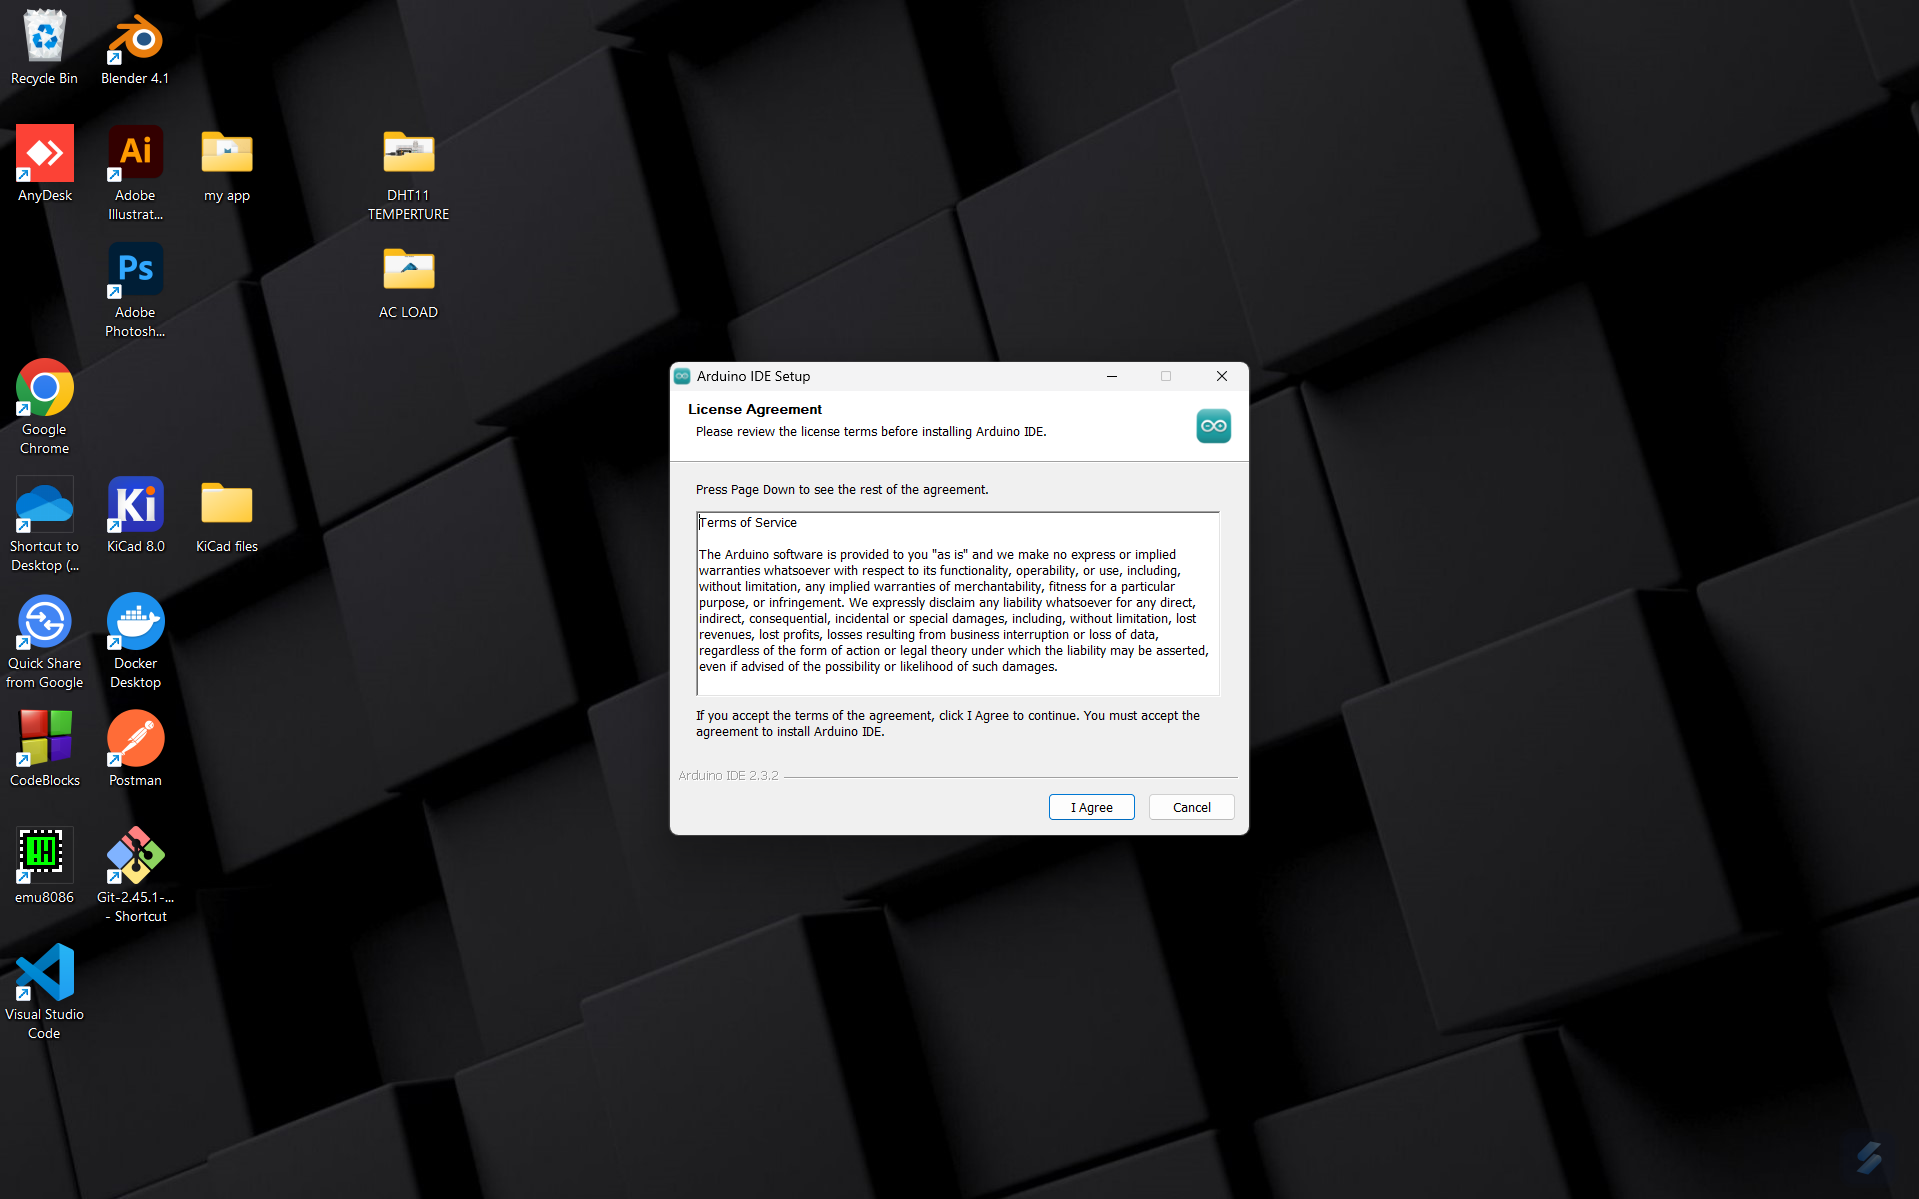 Recycle Bin
Blender 4.1
AnyDesk
Ai
Adobe
Illustrat...
my app
DHT11
TEMPERTURE
Ps
Adobe
Photosh...
AC LOAD
Google
Chrome
Shortcut to
Desktop (...
Ki
KiCad 8.0
KiCad files
Quick Share
from Google
Docker
Desktop
CodeBlocks
Postman
emu8086
Git-2.45.1-...
- Shortcut
Visual Studio
Code
Arduino IDE Setup
License Agreement
Please review the license terms before installing Arduino IDE.
Press Page Down to see the rest of the agreement.
Terms of Service
The Arduino software is provided to you "as is" and we make no express or implied
warranties whatsoever with respect to its functionality, operability, or use, including,
without limitation, any implied warranties of merchantability, fitness for a particular
purpose, or infringement. We expressly disclaim any liability whatsoever for any direct,
indirect, consequential, incidental or special damages, including, without limitation, lost
revenues, lost profits, losses resulting from business interruption or loss of data,
regardless of the form of action or legal theory under which the liability may be asserted,
even if advised of the possibility or likelihood of such damages.
If you accept the terms of the agreement, click I Agree to continue. You must accept the
agreement to install Arduino IDE.
Arduino IDE 2.3.2
I Agree
Cancel